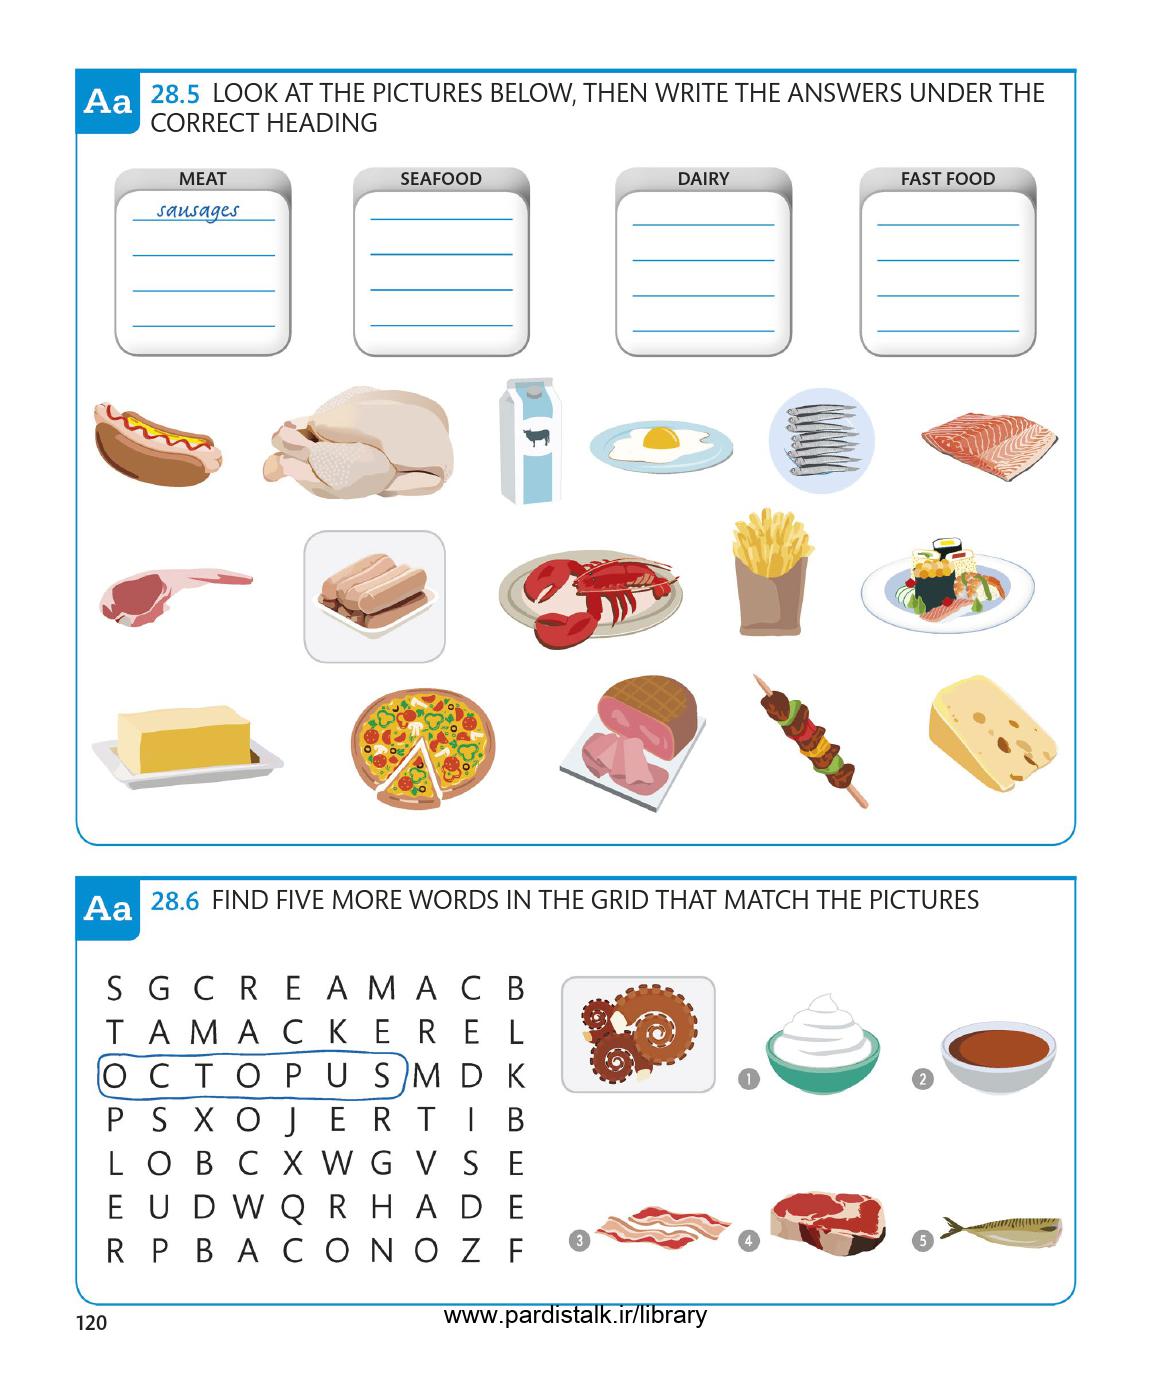 Aa
28.5 LOOK AT THE PICTURES BELOW, THEN WRITE THE ANSWERS UNDER THE
CORRECT HEADING
MEAT
sausages
SEAFOOD
DAIRY
FAST FOOD
Aa
28.6 FIND FIVE MORE WORDS IN THE GRID THAT MATCH THE PICTURES
S G C R E A M A C B
T A M A C K E R E L
O C T O P U S M D K
P S X O J E R T I B
L O B C X W G V S E
E U D W Q R H A D E
R P B A C O N O Z F
1
2
3
4
5
www.pardistalk.ir/library
120